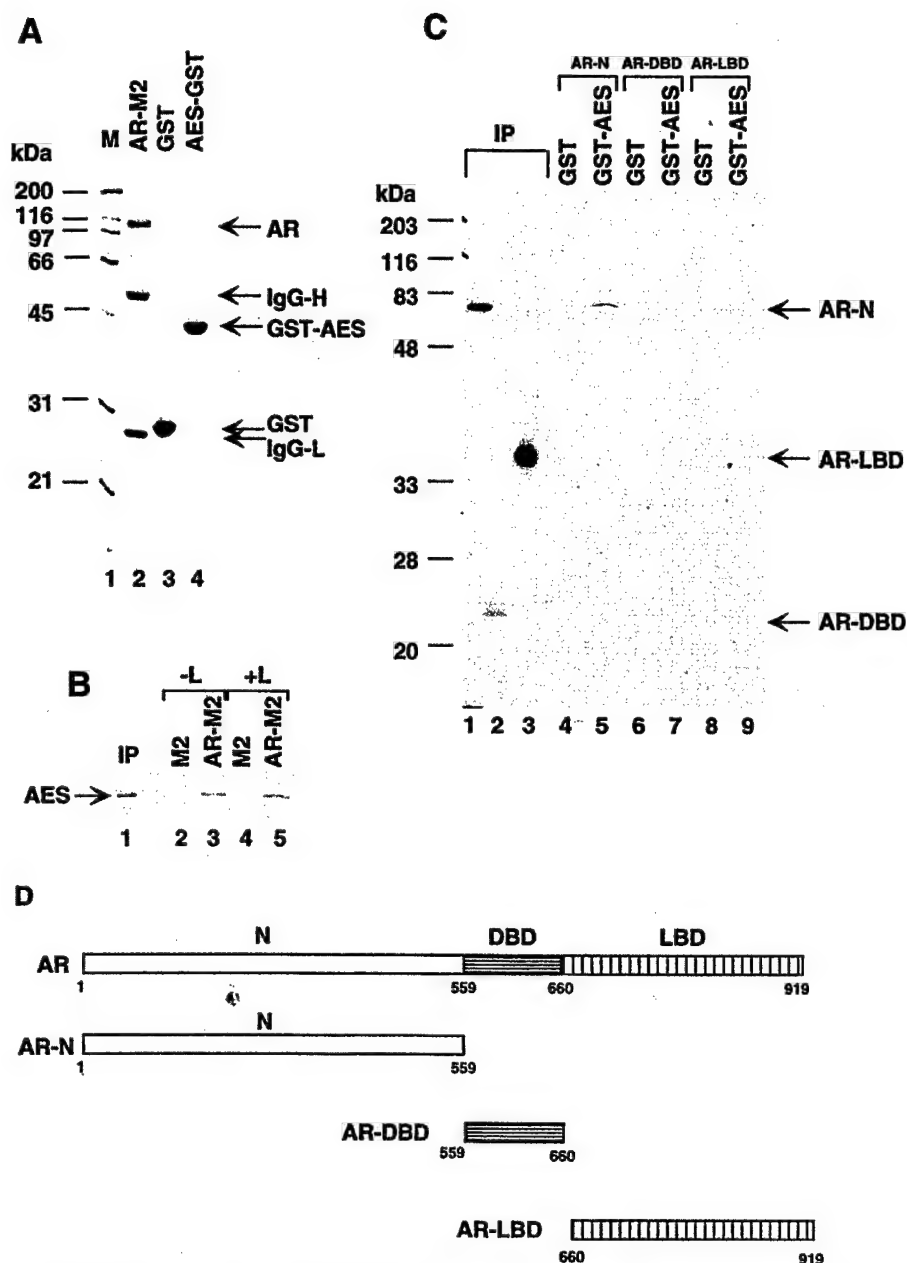 A
M
AR-M2
GST
AES-GST
kDa
200
116
97
66
45
31
21
AR
IgG-H
GST-AES
GST
IgG-L
1 2 3 4
B
-L +L
IP
M2
AR-M2
M2
AR-M2
AES
1 2 3 4 5
C
AR-N AR-DBD AR-LBD
IP
GST
GST-AES
GST
GST-AES
GST
GST-AES
kDa
203
116
83
48
33
28
20
AR-N
AR-LBD
AR-DBD
1 2 3 4 5 6 7 8 9
D
N DBD LBD
AR
1 559 660 919
N
AR-N
1 559
AR-DBD
559 660
AR-LBD
660 919